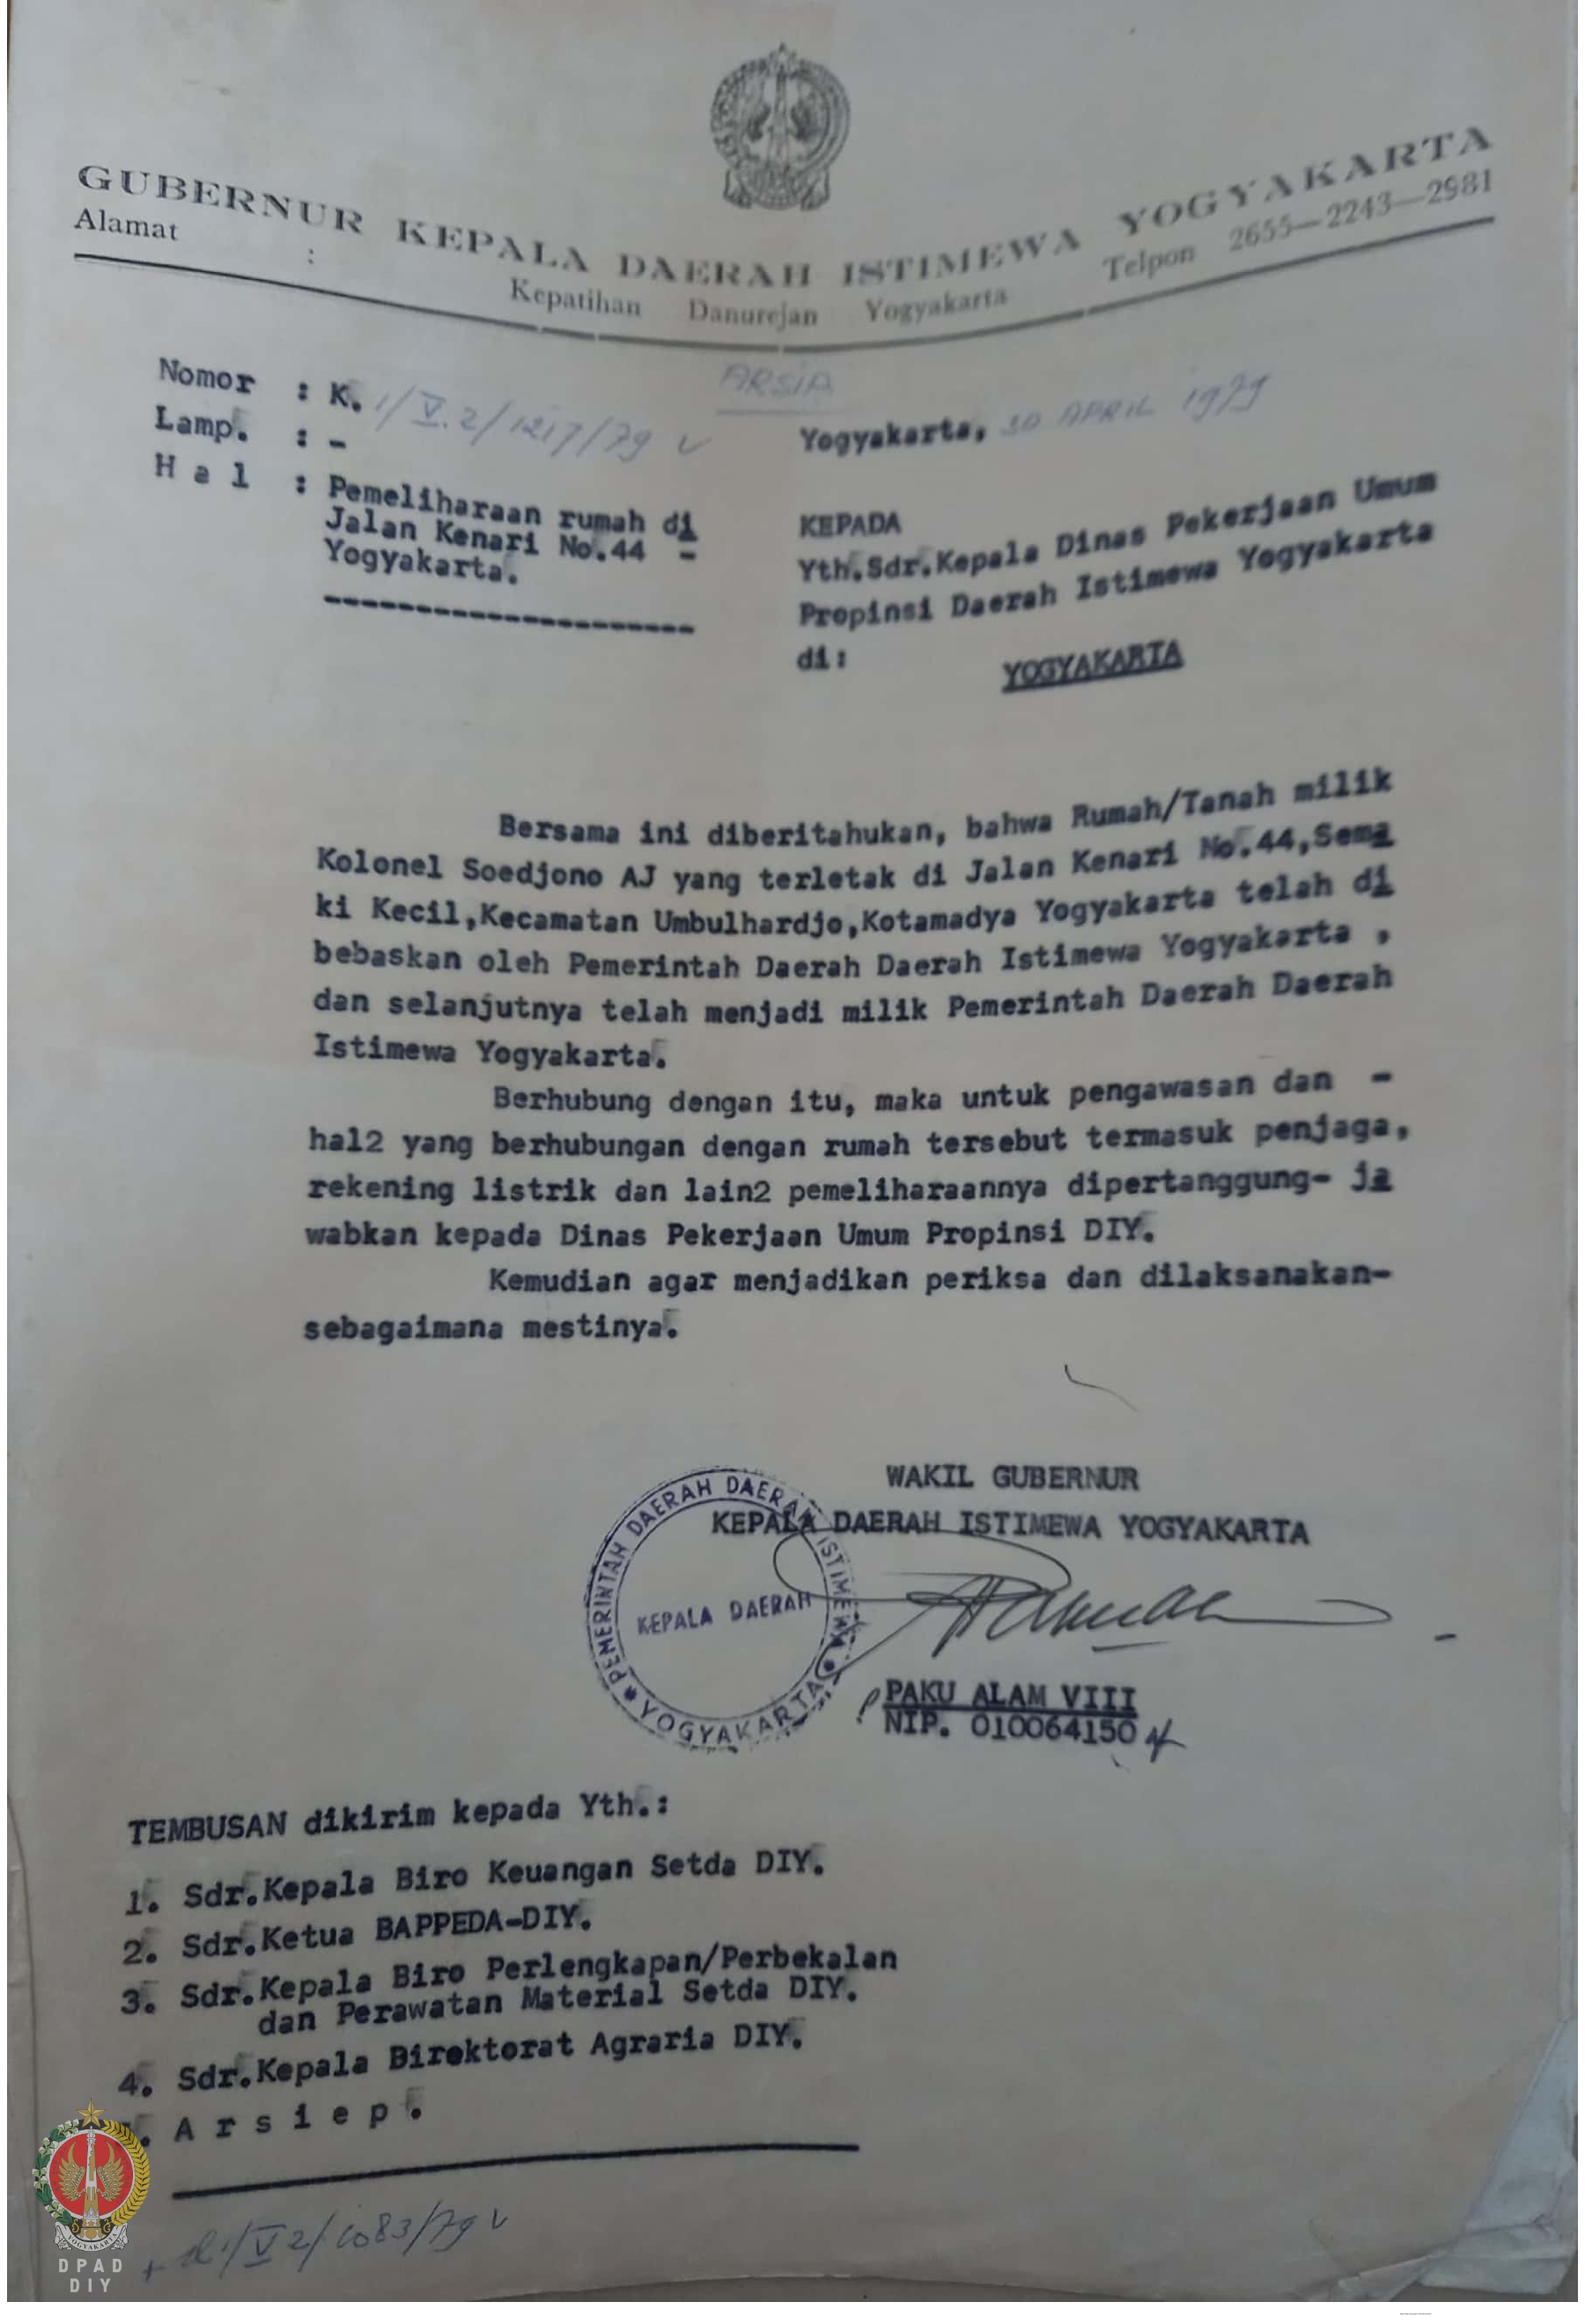 GUBERNUR KEPALA DAERAH ISTIMEWA YOGYAKARTA
Alamat : Kepatihan Danurejan Yogyakarta Telpon 2655—2243—2981
ARSIP
Nomor : K. 1/V.2/1217/79
Lamp. : -
Yogyakarta, 30 APRIL 1979
H a l : Pemeliharaan rumah di
Jalan Kenari No.44 -
Yogyakarta.
KEPADA
Yth.Sdr.Kepala Dinas Pekerjaan Umum
Propinsi Daerah Istimewa Yogyakarta
di:
YOGYAKARTA
Bersama ini diberitahukan, bahwa Rumah/Tanah milik
Kolonel Soedjono AJ yang terletak di Jalan Kenari No.44,Sema
ki Kecil,Kecamatan Umbulhardjo,Kotamadya Yogyakarta telah di
bebaskan oleh Pemerintah Daerah Daerah Istimewa Yogyakarta ,
dan selanjutnya telah menjadi milik Pemerintah Daerah Daerah
Istimewa Yogyakarta.
Berhubung dengan itu, maka untuk pengawasan dan -
hal2 yang berhubungan dengan rumah tersebut termasuk penjaga,
rekening listrik dan lain2 pemeliharaannya dipertanggung- ja
wabkan kepada Dinas Pekerjaan Umum Propinsi DIY.
Kemudian agar menjadikan periksa dan dilaksanakan-
sebagaimana mestinya.
WAKIL GUBERNUR
KEPALA DAERAH ISTIMEWA YOGYAKARTA
PEMERINTAH DAERAH DAERAH ISTIMEWA
KEPALA DAERAH
YOGYAKARTA
PAKU ALAM VIII
NIP. 010064150
TEMBUSAN dikirim kepada Yth.:
1. Sdr.Kepala Biro Keuangan Setda DIY.
2. Sdr.Ketua BAPPEDA-DIY.
3. Sdr.Kepala Biro Perlengkapan/Perbekalan
dan Perawatan Material Setda DIY.
4. Sdr.Kepala Direktorat Agraria DIY.
A r s i e p.
/V2/1083/79
YOGYAKARTA
DPAD
DIY